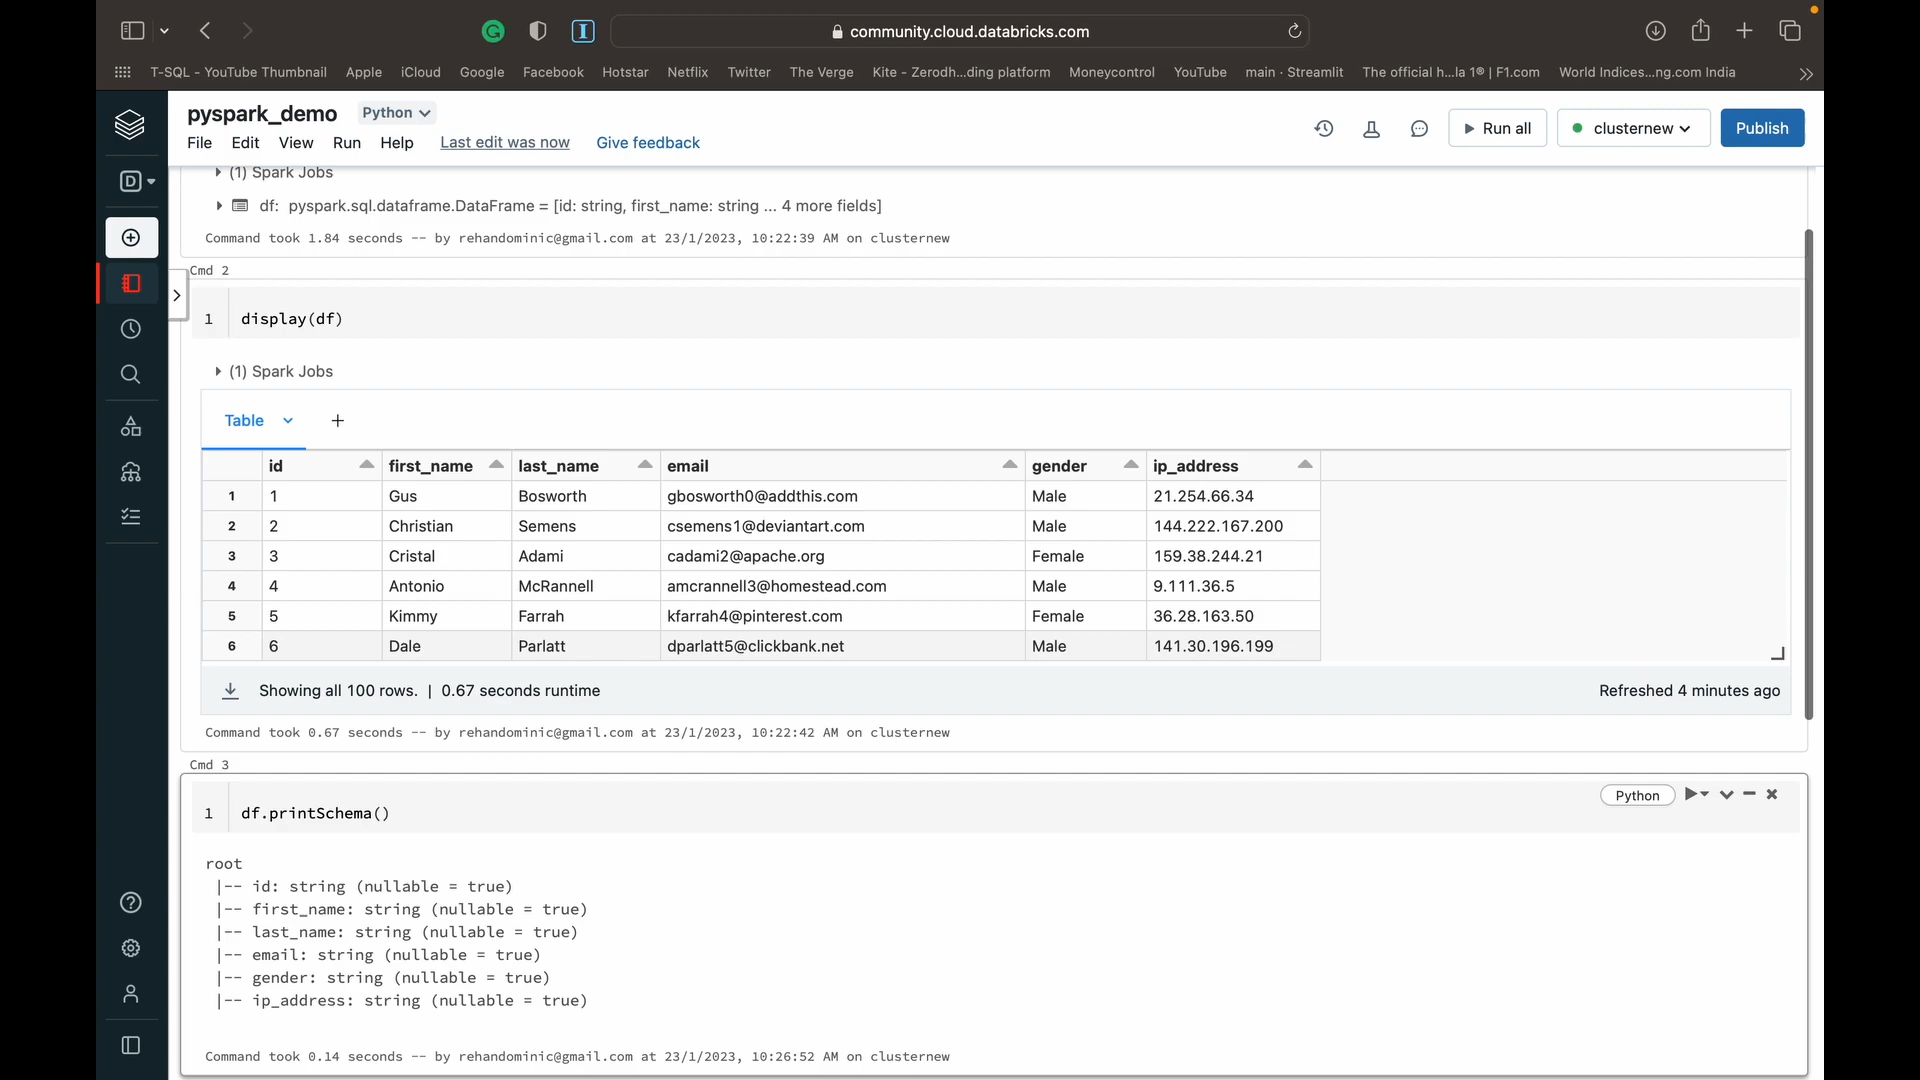 community.cloud.databricks.com
T-SQL - YouTube Thumbnail Apple iCloud Google Facebook Hotstar Netflix Twitter The Verge Kite - Zerodh...ding platform Moneycontrol YouTube main · Streamlit The official h...la 1® | F1.com World Indices...ng.com India
pyspark_demo Python
File Edit View Run Help Last edit was now Give feedback
Run all clusternew Publish
D
(1) Spark Jobs
df: pyspark.sql.dataframe.DataFrame = [id: string, first_name: string ... 4 more fields]
Command took 1.84 seconds -- by rehandominic@gmail.com at 23/1/2023, 10:22:39 AM on clusternew
Cmd 2
1 display(df)
(1) Spark Jobs
Table +
id first_name last_name email gender ip_address
1 1 Gus Bosworth gbosworth0@addthis.com Male 21.254.66.34
2 2 Christian Semens csemens1@deviantart.com Male 144.222.167.200
3 3 Cristal Adami cadami2@apache.org Female 159.38.244.21
4 4 Antonio McRannell amcrannell3@homestead.com Male 9.111.36.5
5 5 Kimmy Farrah kfarrah4@pinterest.com Female 36.28.163.50
6 6 Dale Parlatt dparlatt5@clickbank.net Male 141.30.196.199
Showing all 100 rows. | 0.67 seconds runtime Refreshed 4 minutes ago
Command took 0.67 seconds -- by rehandominic@gmail.com at 23/1/2023, 10:22:42 AM on clusternew
Cmd 3
Python
1 df.printSchema()
root
|-- id: string (nullable = true)
|-- first_name: string (nullable = true)
|-- last_name: string (nullable = true)
|-- email: string (nullable = true)
|-- gender: string (nullable = true)
|-- ip_address: string (nullable = true)
Command took 0.14 seconds -- by rehandominic@gmail.com at 23/1/2023, 10:26:52 AM on clusternew